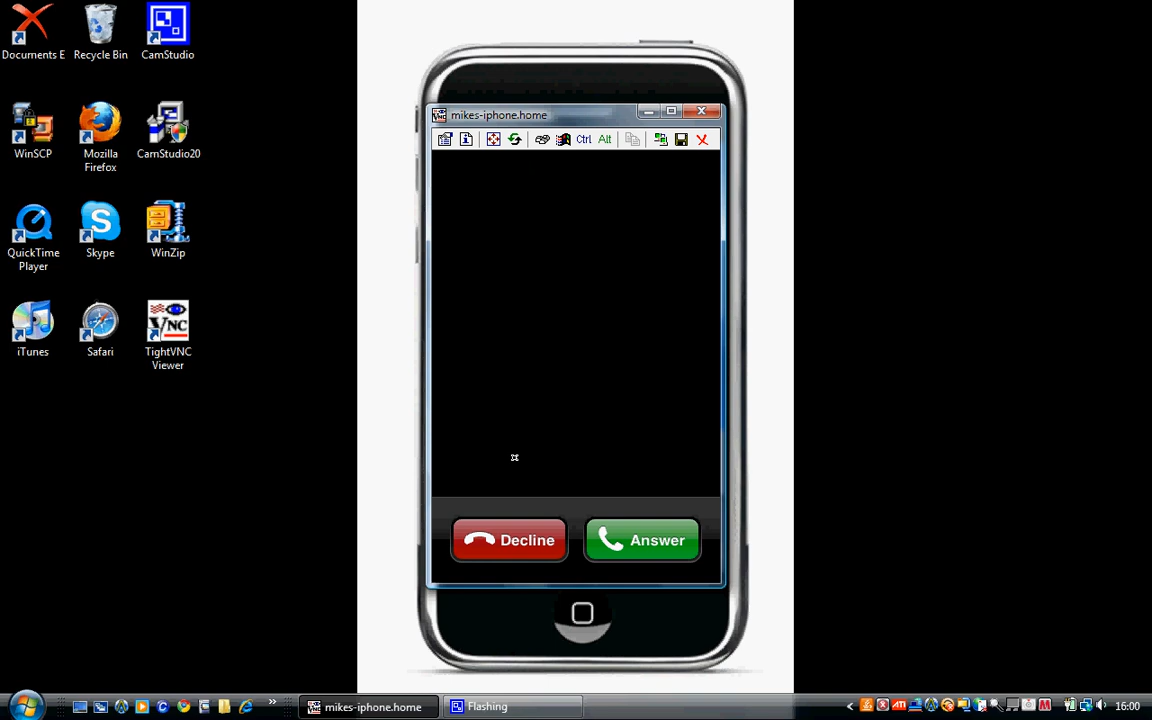 Documents E
Recycle Bin
CamStudio
WinSCP
Mozilla
Firefox
CamStudio20
QuickTime
Player
Skype
WinZip
iTunes
Safari
TightVNC
Viewer
VNC
mikes-iphone.home
Ctrl
Alt
Decline
Answer
mikes-iphone.home
Flashing
16:00